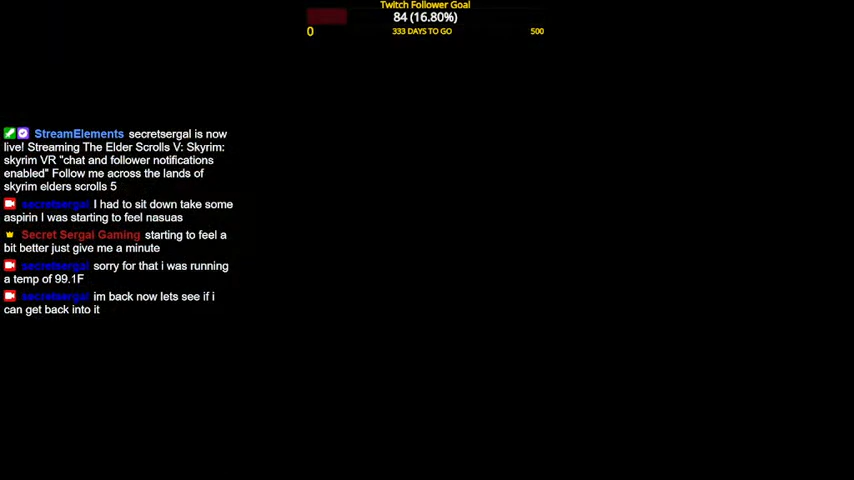 Twitch Follower Goal
84 (16.80%)
0 333 DAYS TO GO 500
StreamElements secretsergal is now
live! Streaming The Elder Scrolls V: Skyrim:
skyrim VR "chat and follower notifications
enabled" Follow me across the lands of
skyrim elders scrolls 5
secretsergal I had to sit down take some
aspirin I was starting to feel nasuas
Secret Sergal Gaming starting to feel a
bit better just give me a minute
secretsergal sorry for that i was running
a temp of 99.1F
secretsergal im back now lets see if i
can get back into it